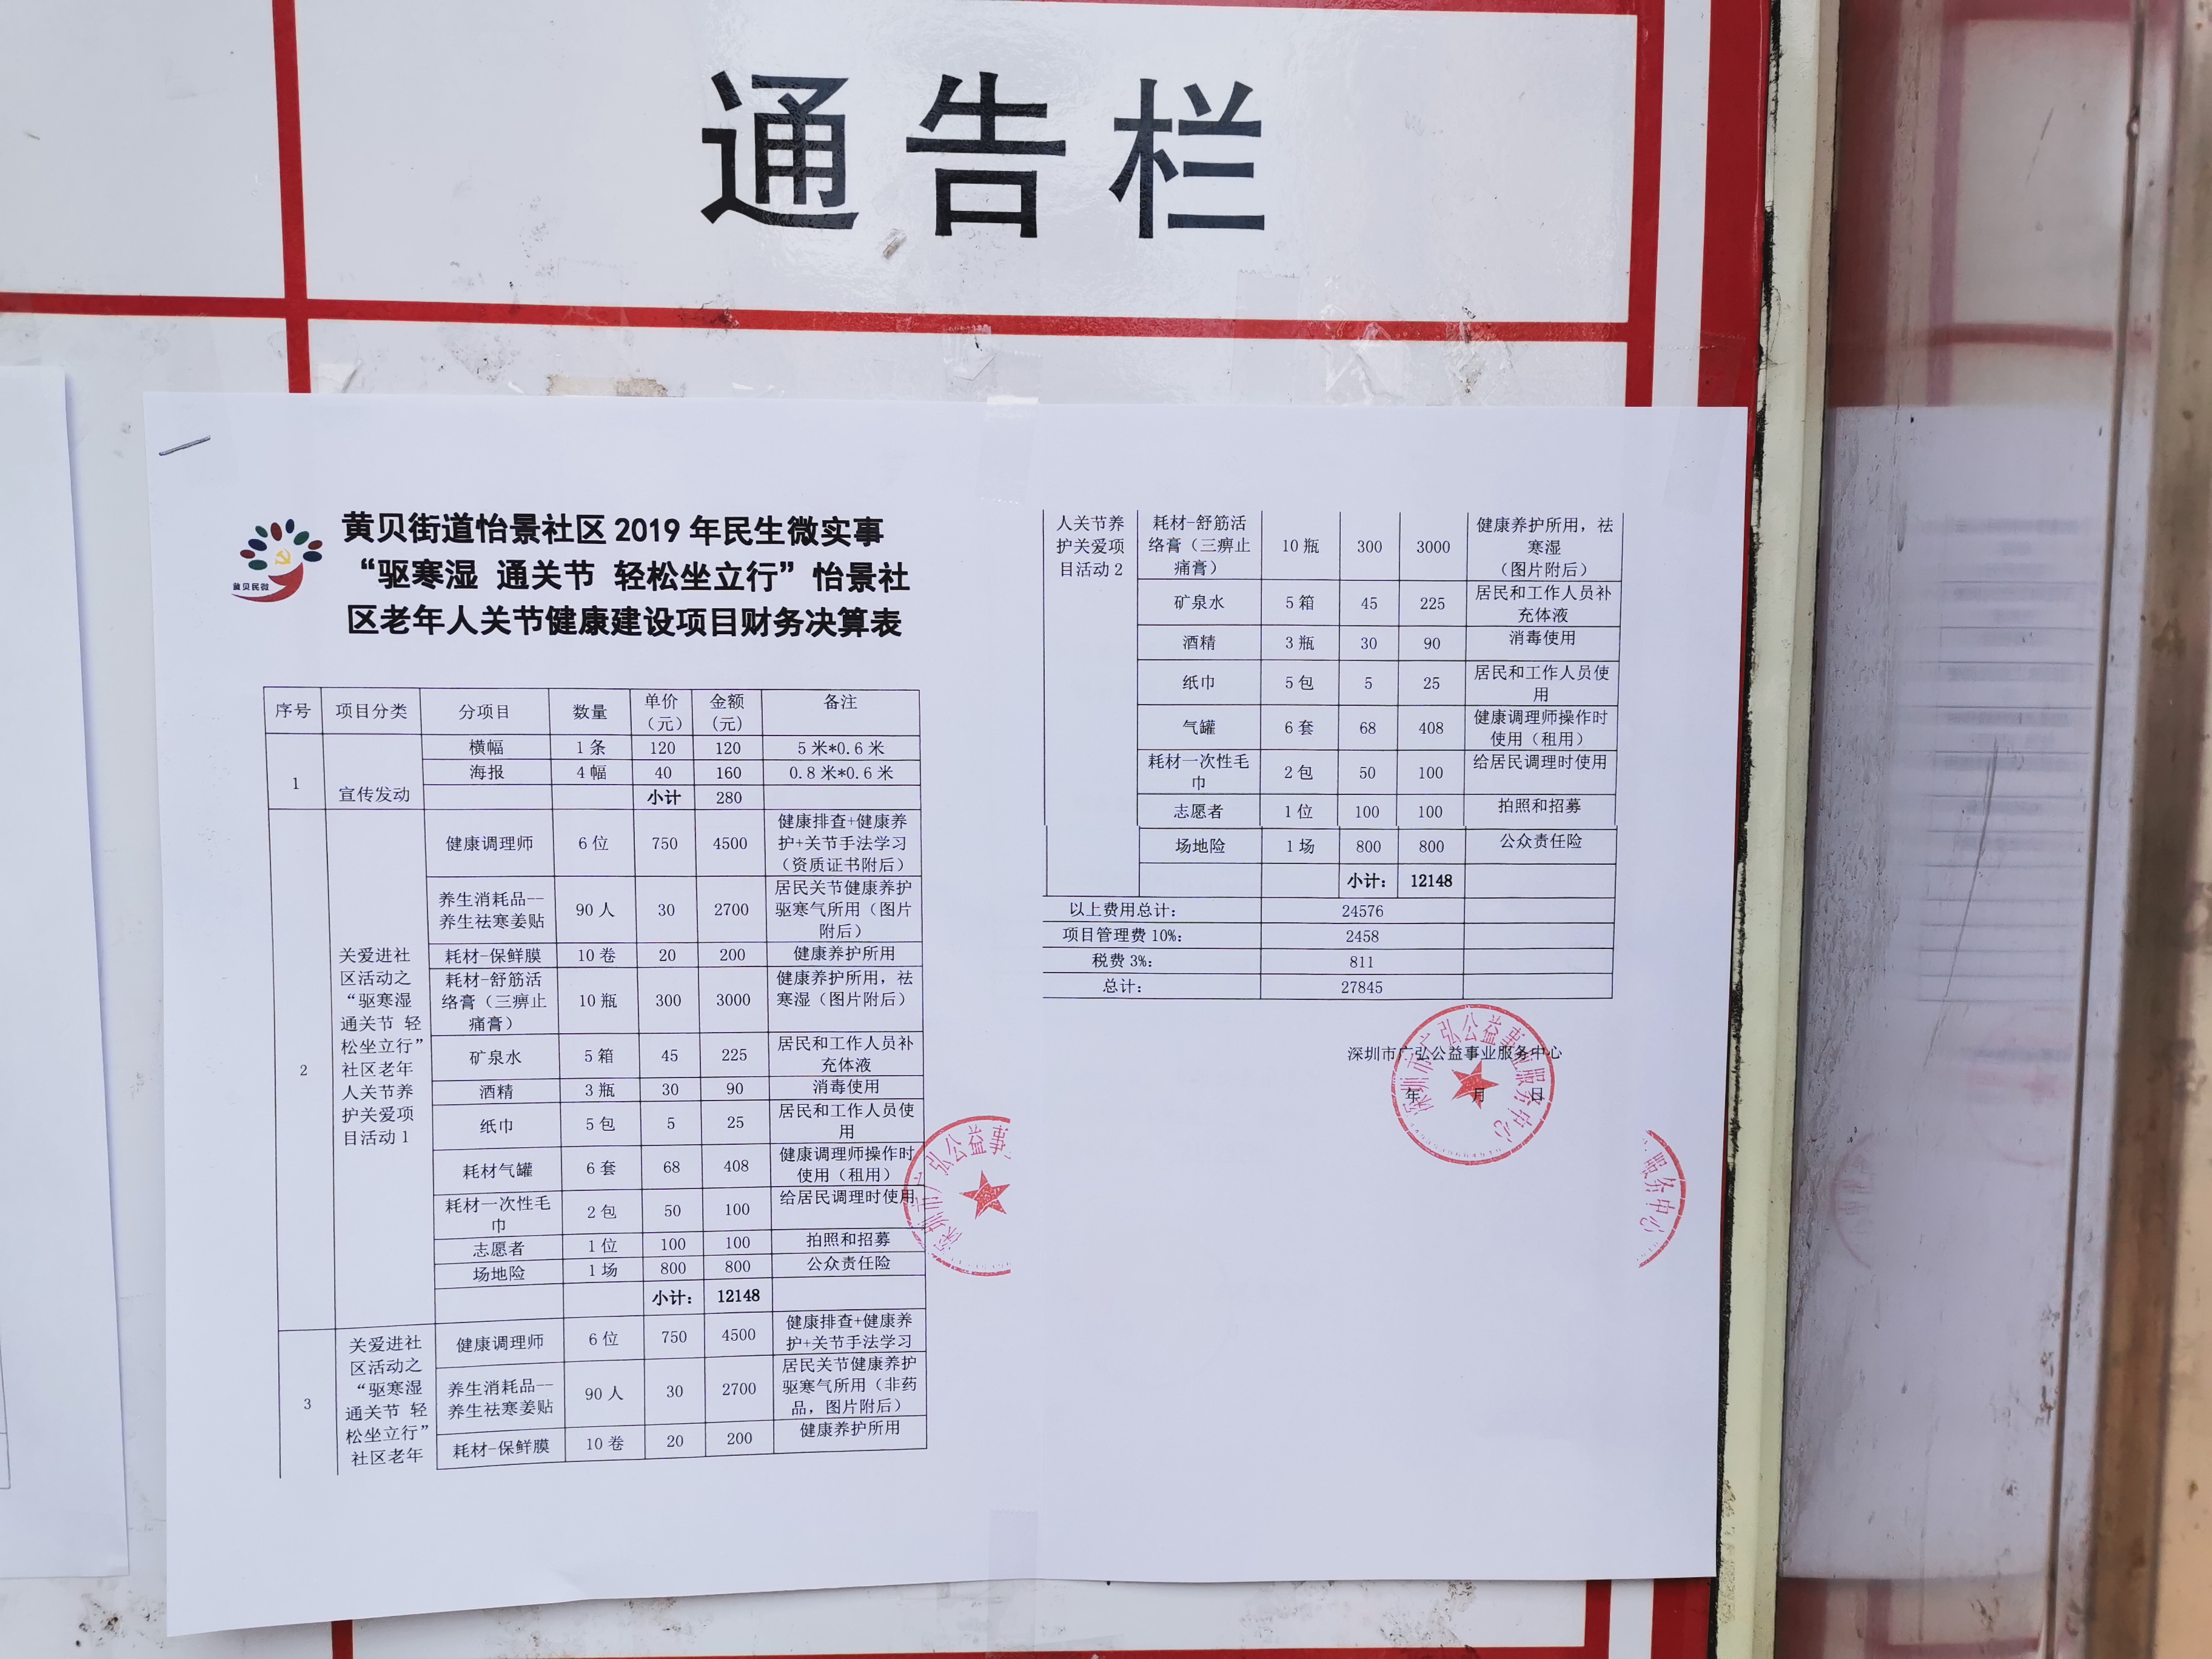 通告栏
黄贝民微
黄贝街道怡景社区 2019 年民生微实事
“驱寒湿 通关节 轻松坐立行”怡景社
区老年人关节健康建设项目财务决算表
序号 项目分类 分项目 数量 单价（元） 金额（元） 备注
1 宣传发动
横幅 1 条 120 120 5 米*0.6 米
海报 4 幅 40 160 0.8 米*0.6 米
小计 280
2
关爱进社
区活动之
“驱寒湿
通关节 轻
松坐立行”
社区老年
人关节养
护关爱项
目活动 1
健康调理师 6 位 750 4500 健康排查+健康养护+关节手法学习（资质证书附后）
养生消耗品--养生祛寒姜贴 90 人 30 2700 居民关节健康养护驱寒气所用（图片附后）
耗材-保鲜膜 10 卷 20 200 健康养护所用
耗材-舒筋活络膏（三痹止痛膏） 10 瓶 300 3000 健康养护所用，祛寒湿（图片附后）
矿泉水 5 箱 45 225 居民和工作人员补充体液
酒精 3 瓶 30 90 消毒使用
纸巾 5 包 5 25 居民和工作人员使用
耗材气罐 6 套 68 408 健康调理师操作时使用（租用）
耗材一次性毛巾 2 包 50 100 给居民调理时使用
志愿者 1 位 100 100 拍照和招募
场地险 1 场 800 800 公众责任险
小计： 12148
3
关爱进社
区活动之
“驱寒湿
通关节 轻
松坐立行”
社区老年
健康调理师 6 位 750 4500 健康排查+健康养护+关节手法学习
养生消耗品--养生祛寒姜贴 90 人 30 2700 居民关节健康养护驱寒气所用（非药品，图片附后）
耗材-保鲜膜 10 卷 20 200 健康养护所用
深圳市广弘公益事
人关节养
护关爱项
目活动 2
耗材-舒筋活络膏（三痹止痛膏） 10 瓶 300 3000 健康养护所用，祛寒湿（图片附后）
矿泉水 5 箱 45 225 居民和工作人员补充体液
酒精 3 瓶 30 90 消毒使用
纸巾 5 包 5 25 居民和工作人员使用
气罐 6 套 68 408 健康调理师操作时使用（租用）
耗材一次性毛巾 2 包 50 100 给居民调理时使用
志愿者 1 位 100 100 拍照和招募
场地险 1 场 800 800 公众责任险
小计： 12148
以上费用总计： 24576
项目管理费 10%： 2458
税费 3%： 811
总计： 27845
深圳市广弘公益事业服务中心
年 月 日
深圳市广弘公益事业服务中心
服务中心